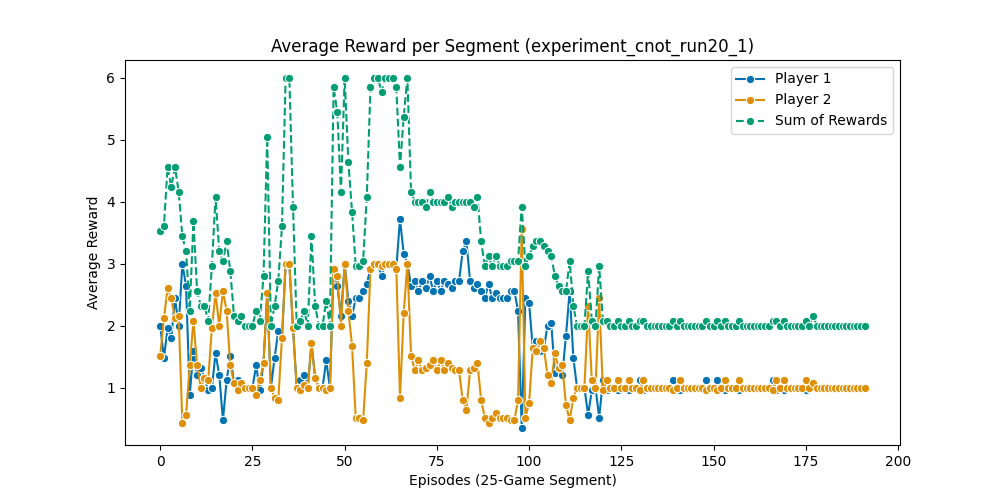 Average Reward per Segment (experiment_cnot_run20_1)
Player 1
Player 2
Sum of Rewards
6
5
4
3
2
1
Average Reward
0 25 50 75 100 125 150 175 200
Episodes (25-Game Segment)